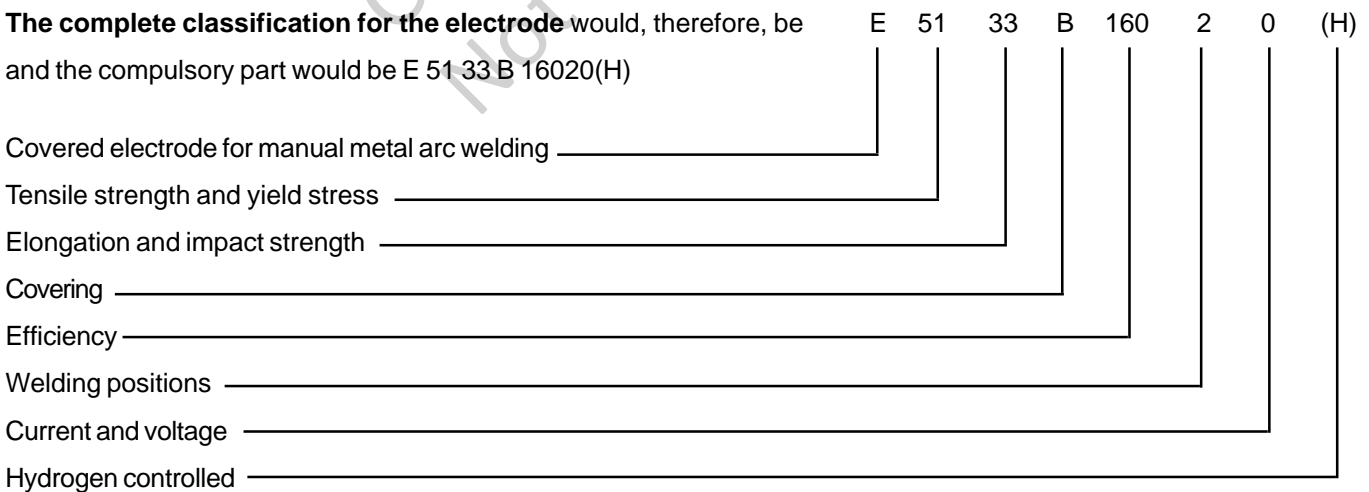 The complete classification for the electrode would, therefore, be E 51 33 B 160 2 0 (H)
and the compulsory part would be E 51 33 B 16020(H)
Covered electrode for manual metal arc welding
Tensile strength and yield stress
Elongation and impact strength
Covering
Efficiency
Welding positions
Current and voltage
Hydrogen controlled